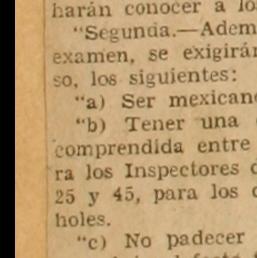 harán conocer a lo
"Segunda.—Adem
examen, se exigirán
so, los siguientes:
"a) Ser mexican
"b) Tener una
comprendida entre
ra los Inspectores
25 y 45, para los
holes.
"c) No padecer